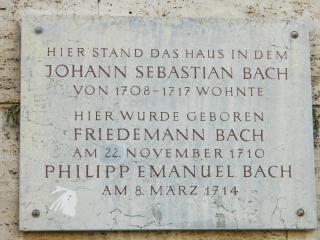 HIER STAND DAS HAUS IN DEM
JOHANN SEBASTIAN BACH
VON 1708-1717 WOHNTE
HIER WURDE GEBOREN
FRIEDEMANN BACH
AM 22. NOVEMBER 1710
PHILIPP EMANUEL BACH
AM 8. MÄRZ 1714